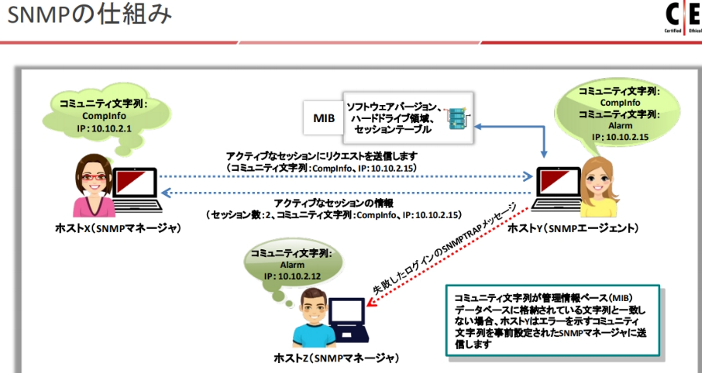 SNMPの仕組み
C|E
Certified Ethical
コミュニティ文字列:
CompInfo
IP: 10.10.2.1
MIB
ソフトウェアバージョン、
ハードドライブ領域、
セッションテーブル
コミュニティ文字列:
CompInfo
コミュニティ文字列:
Alarm
IP: 10.10.2.15
アクティブなセッションにリクエストを送信します
(コミュニティ文字列:CompInfo、IP:10.10.2.15)
アクティブなセッションの情報
(セッション数:2、コミュニティ文字列:CompInfo、IP:10.10.2.15)
ホストX(SNMPマネージャ)
ホストY(SNMPエージェント)
失敗したログインのSNMPTRAPメッセージ
コミュニティ文字列:
Alarm
IP: 10.10.2.12
ホストZ(SNMPマネージャ)
コミュニティ文字列が管理情報ベース(MIB)
データベースに格納されている文字列と一致し
ない場合、ホストYはエラーを示すコミュニティ
文字列を事前設定されたSNMPマネージャに送
信します